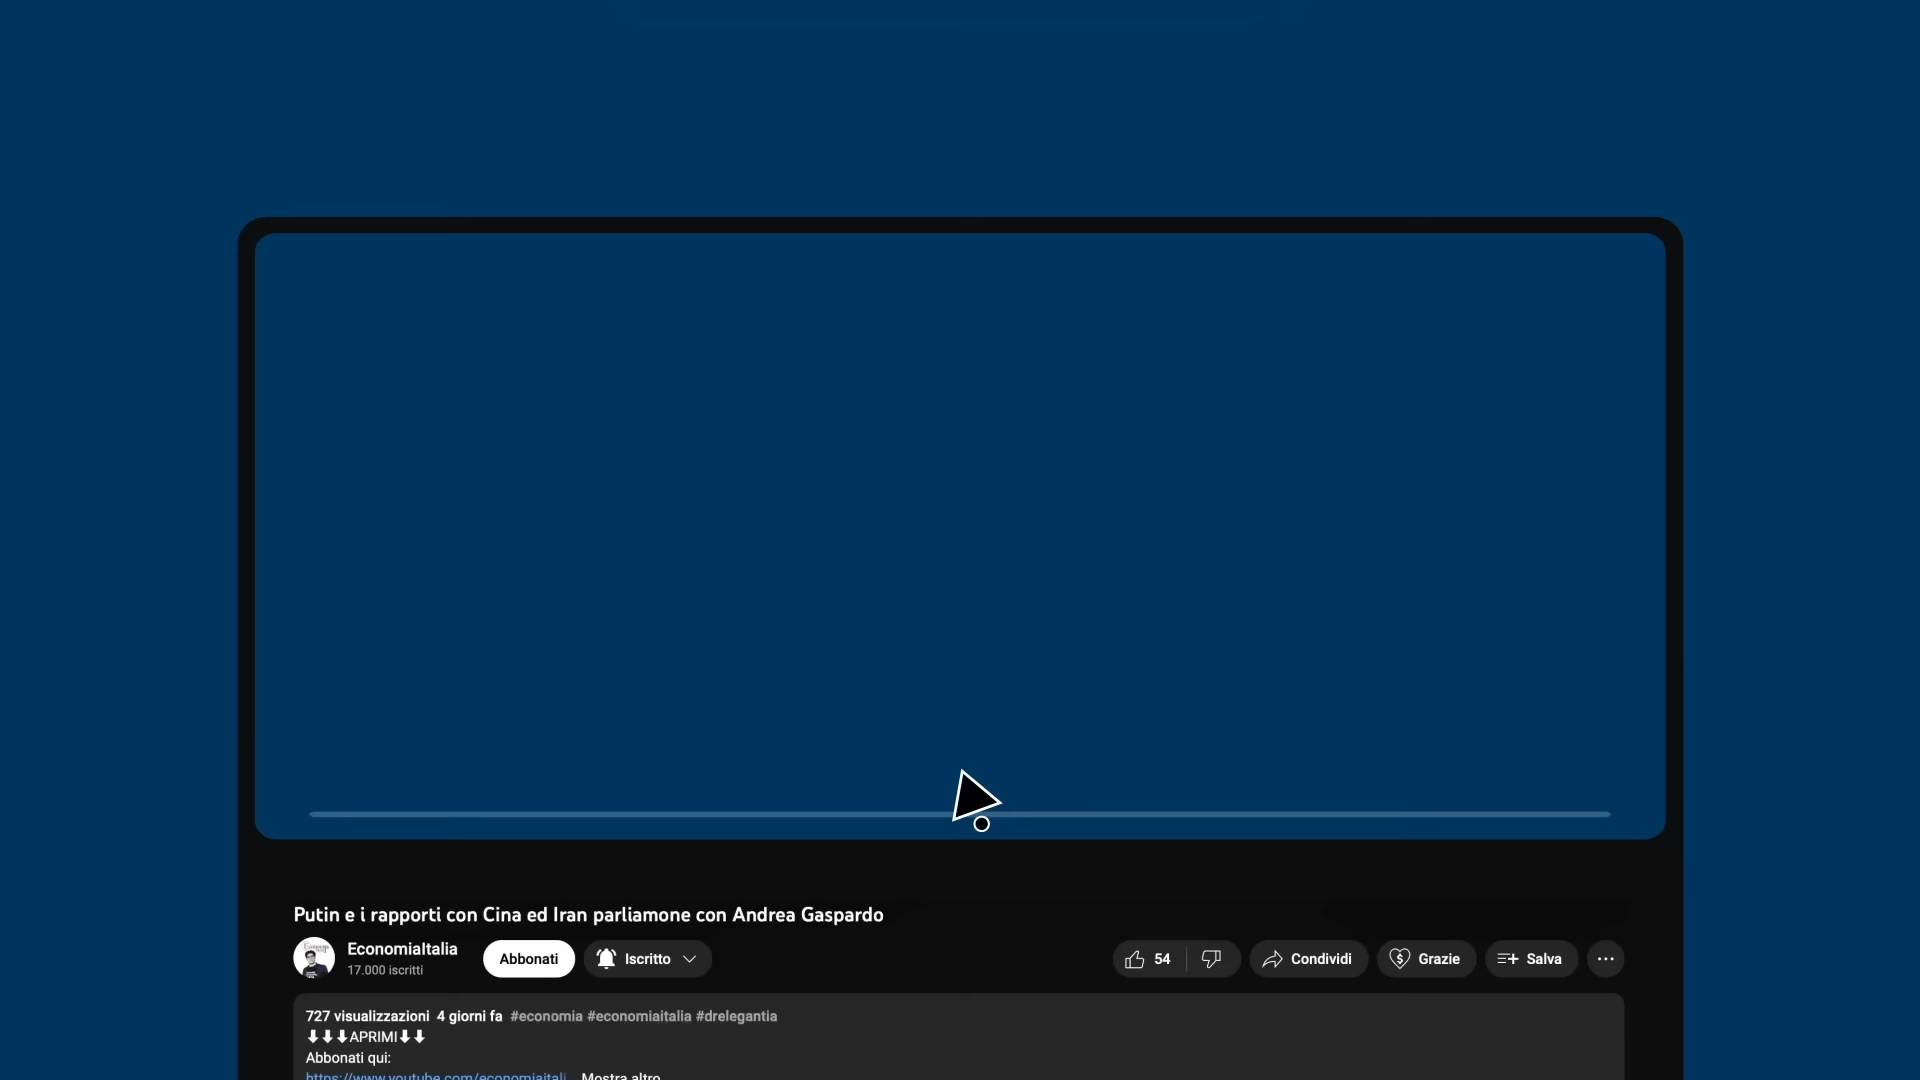 Putin e i rapporti con Cina ed Iran parliamone con Andrea Gaspardo
EconomiaItalia
17.000 iscritti
Abbonati
Iscritto
54
Condividi
Grazie
Salva
727 visualizzazioni 4 giorni fa #economia #economiaitalia #drelegantia
⬇⬇⬇APRIMI⬇⬇
Abbonati qui:
https://www.youtube.com/economiaitali Mostra altro